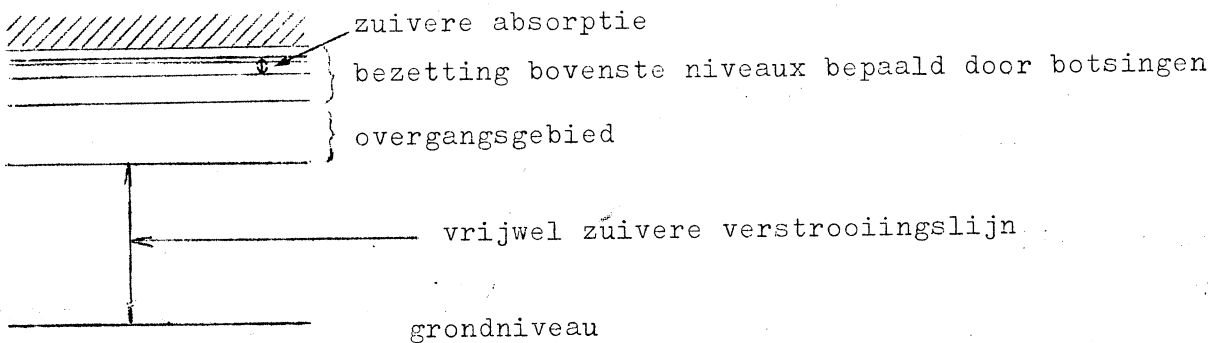 zuivere absorptie
bezetting bovenste niveaux bepaald door botsingen
overgangsgebied
vrijwel zuivere verstrooiingslijn
grondniveau